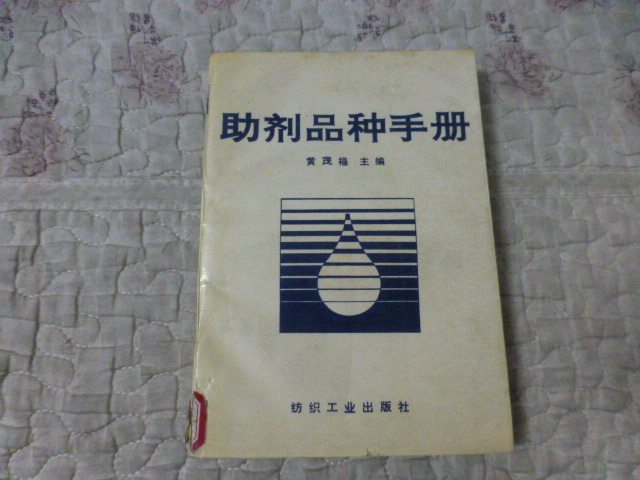 助剂品种手册
黄茂福 主编
纺织工业出版社